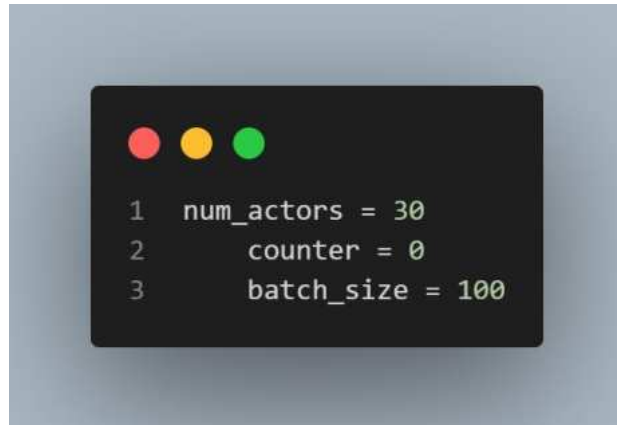 1 num_actors = 30
2     counter = 0
3     batch_size = 100